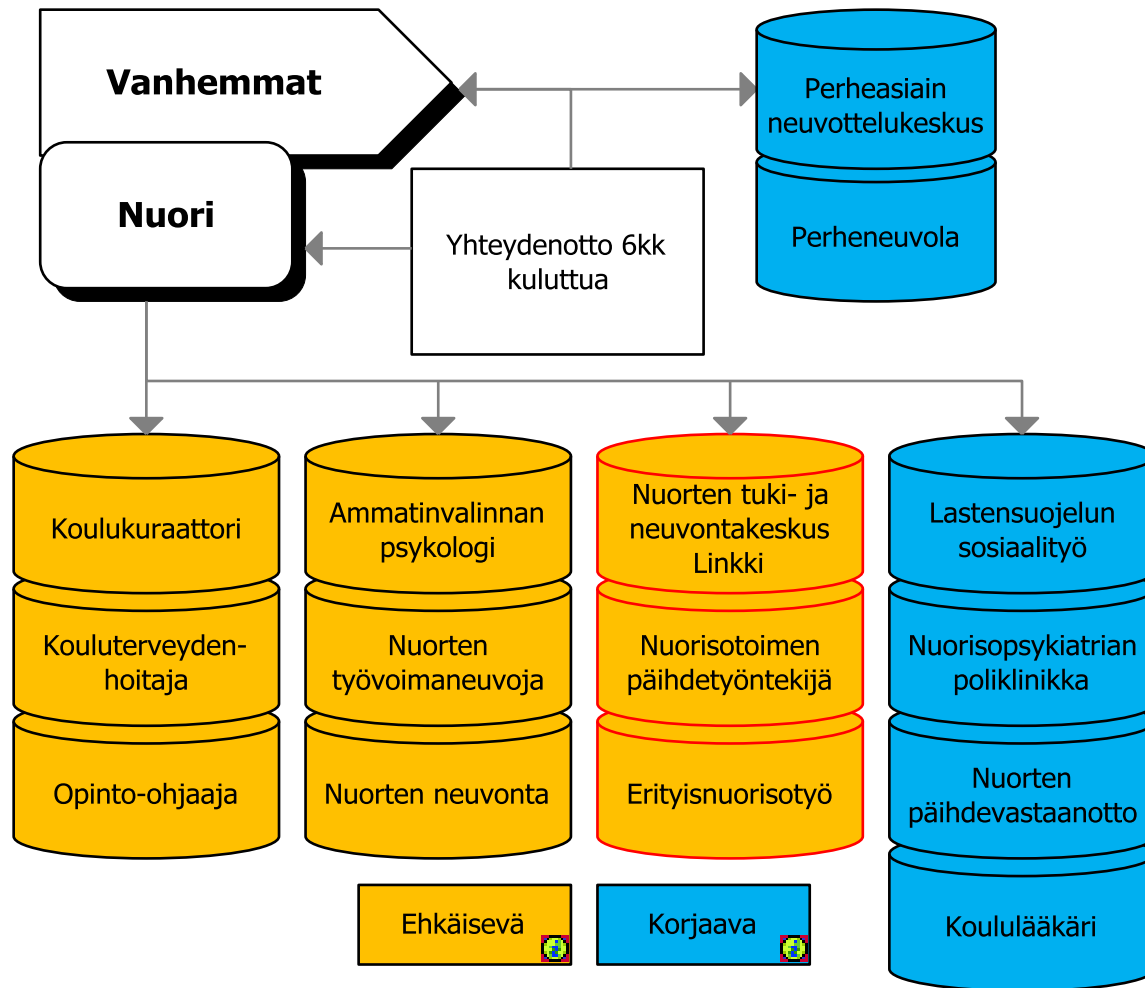 Vanhemmat
Nuori
Yhteydenotto 6kk
kuluttua
Perheasiain
neuvottelukeskus
Perheneuvola
Koulukuraattori
Kouluterveyden-
hoitaja
Opinto-ohjaaja
Ammatinvalinnan
psykologi
Nuorten
työvoimaneuvoja
Nuorten neuvonta
Nuorten tuki- ja
neuvontakeskus
Linkki
Nuorisotoimen
päihdetyöntekijä
Erityisnuorisotyö
Lastensuojelun
sosiaalityö
Nuorisopsykiatrian
poliklinikka
Nuorten
päihdevastaanotto
Koululääkäri
Ehkäisevä
Korjaava